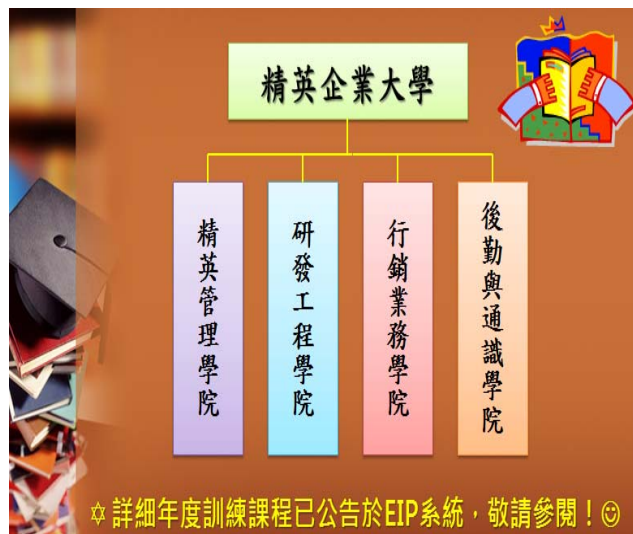 精英企業大學
精英管理學院
研發工程學院
行銷業務學院
後勤與通識學院
✡詳細年度訓練課程已公告於EIP系統，敬請參閱！☺